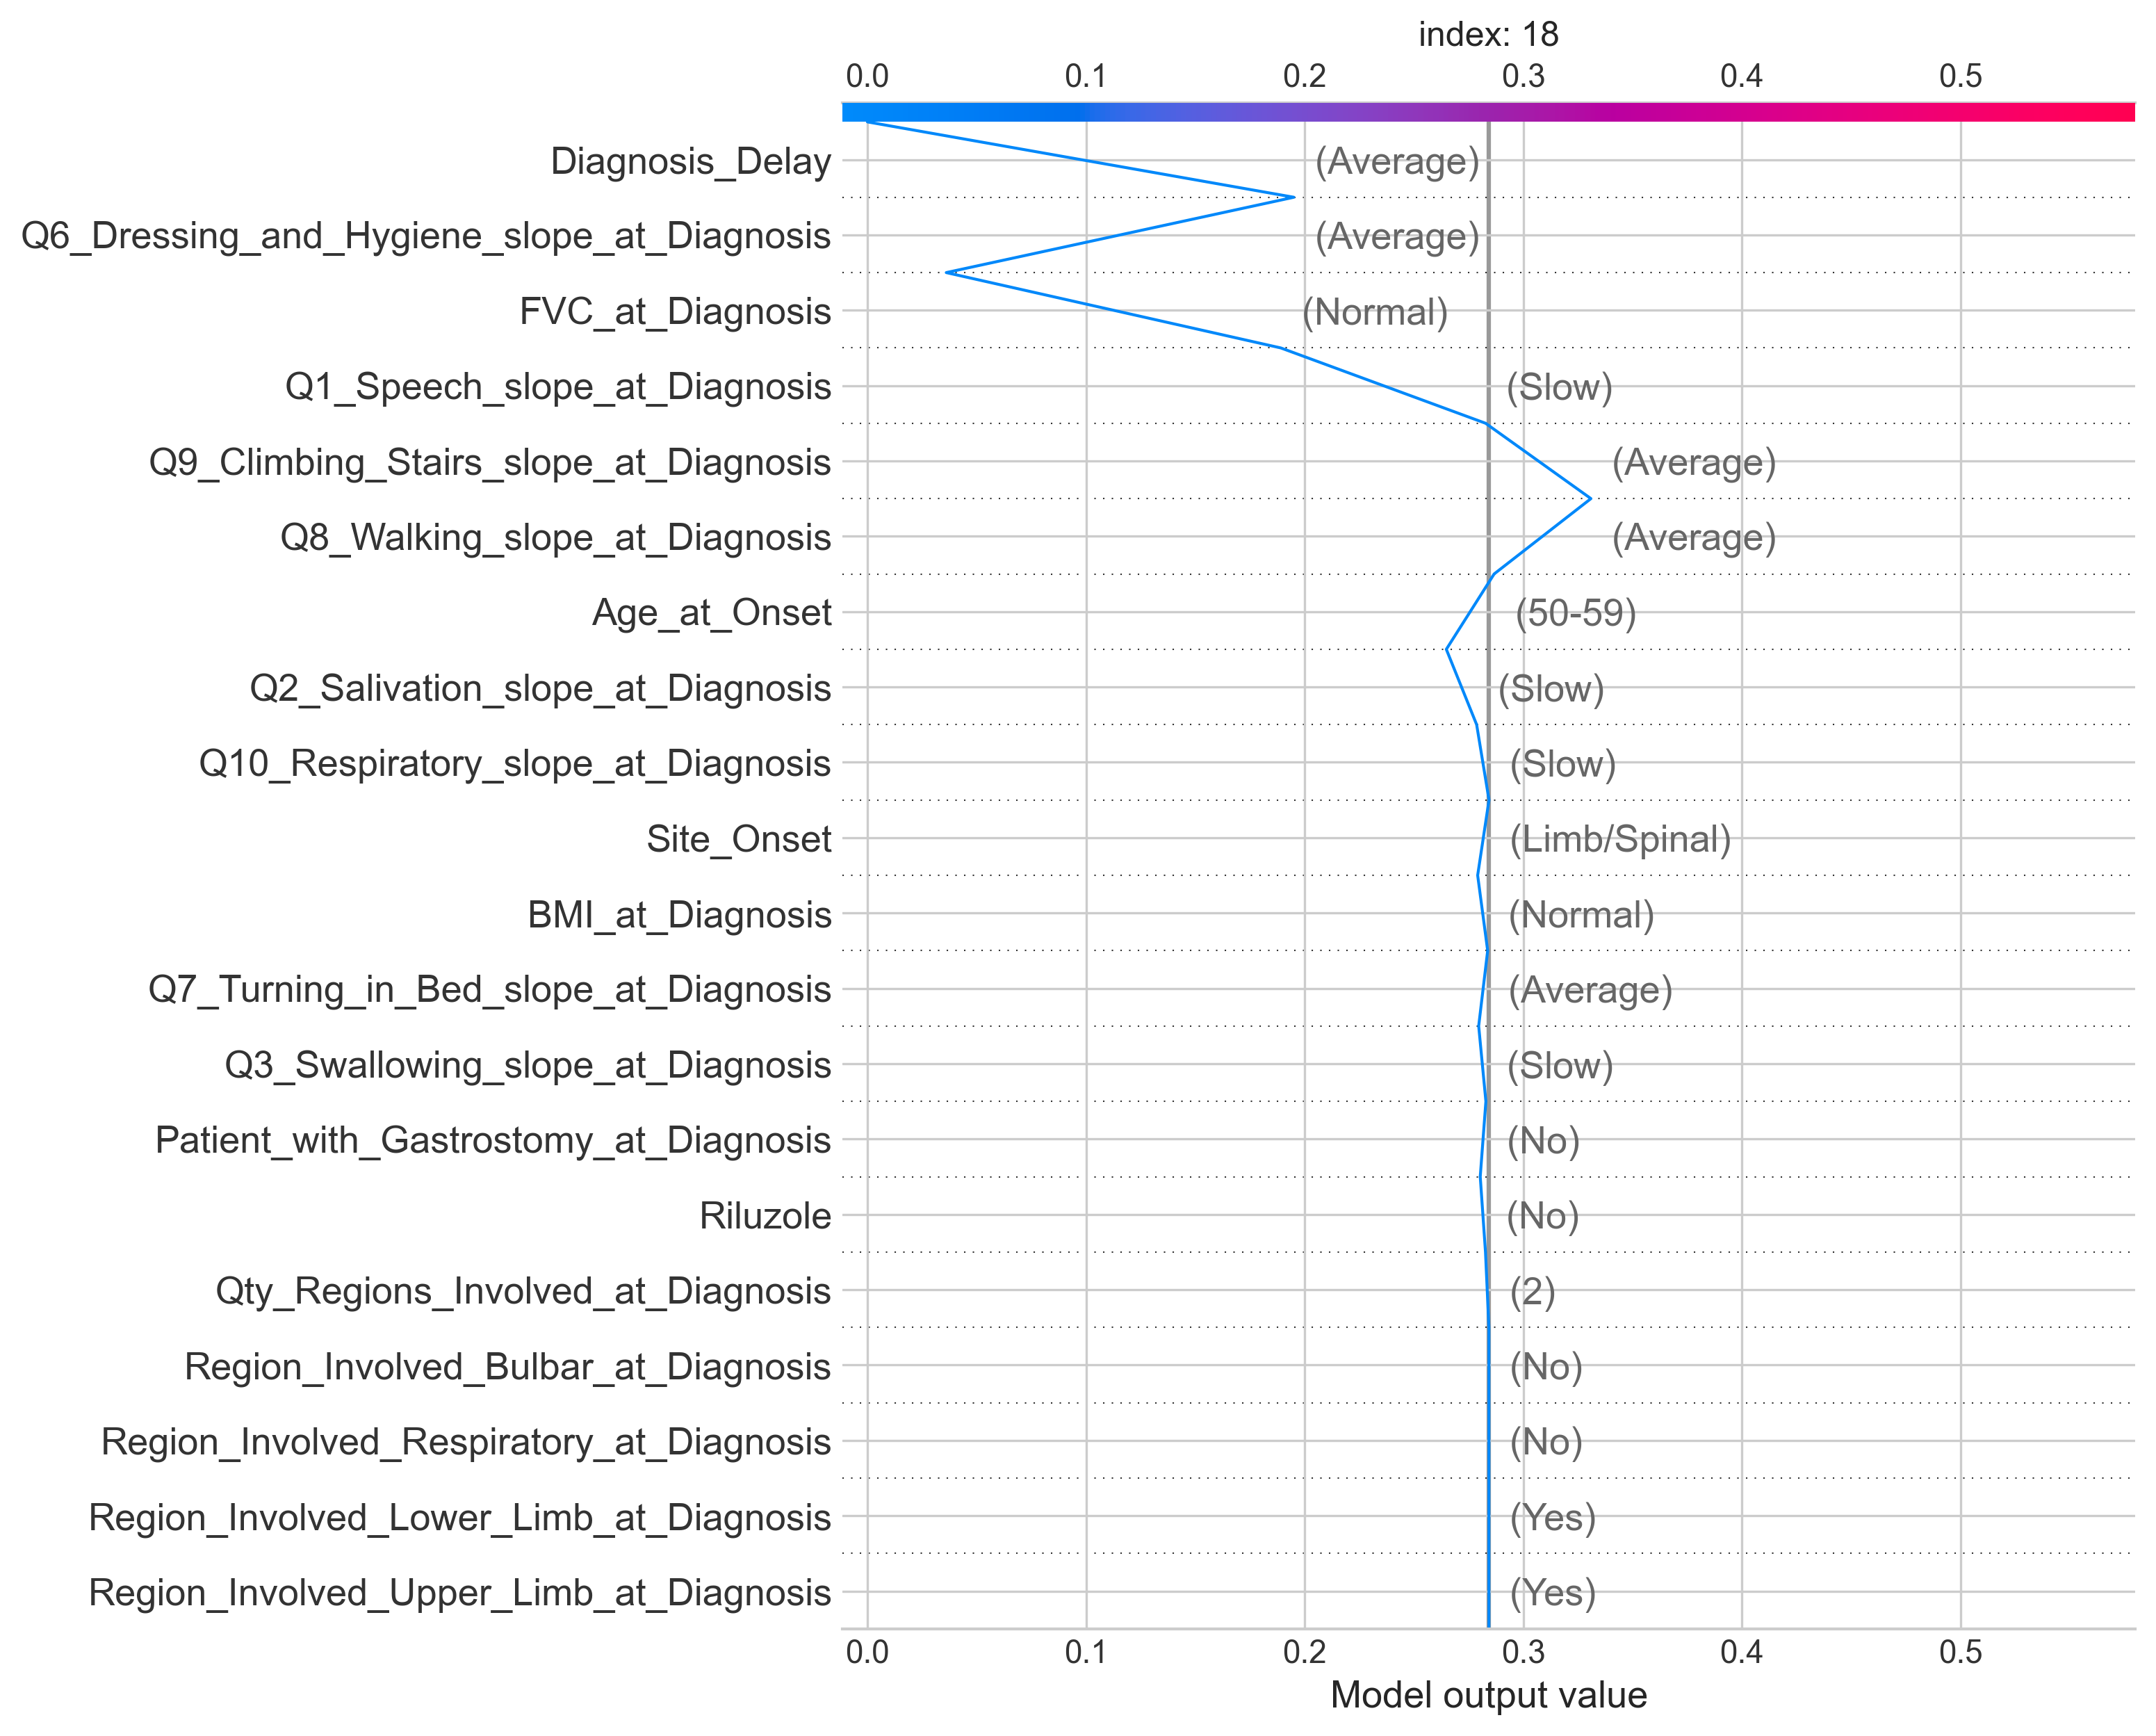 index: 18
0.0 0.1 0.2 0.3 0.4 0.5
Diagnosis_Delay (Average)
Q6_Dressing_and_Hygiene_slope_at_Diagnosis (Average)
FVC_at_Diagnosis (Normal)
Q1_Speech_slope_at_Diagnosis (Slow)
Q9_Climbing_Stairs_slope_at_Diagnosis (Average)
Q8_Walking_slope_at_Diagnosis (Average)
Age_at_Onset (50-59)
Q2_Salivation_slope_at_Diagnosis (Slow)
Q10_Respiratory_slope_at_Diagnosis (Slow)
Site_Onset (Limb/Spinal)
BMI_at_Diagnosis (Normal)
Q7_Turning_in_Bed_slope_at_Diagnosis (Average)
Q3_Swallowing_slope_at_Diagnosis (Slow)
Patient_with_Gastrostomy_at_Diagnosis (No)
Riluzole (No)
Qty_Regions_Involved_at_Diagnosis (2)
Region_Involved_Bulbar_at_Diagnosis (No)
Region_Involved_Respiratory_at_Diagnosis (No)
Region_Involved_Lower_Limb_at_Diagnosis (Yes)
Region_Involved_Upper_Limb_at_Diagnosis (Yes)
0.0 0.1 0.2 0.3 0.4 0.5
Model output value